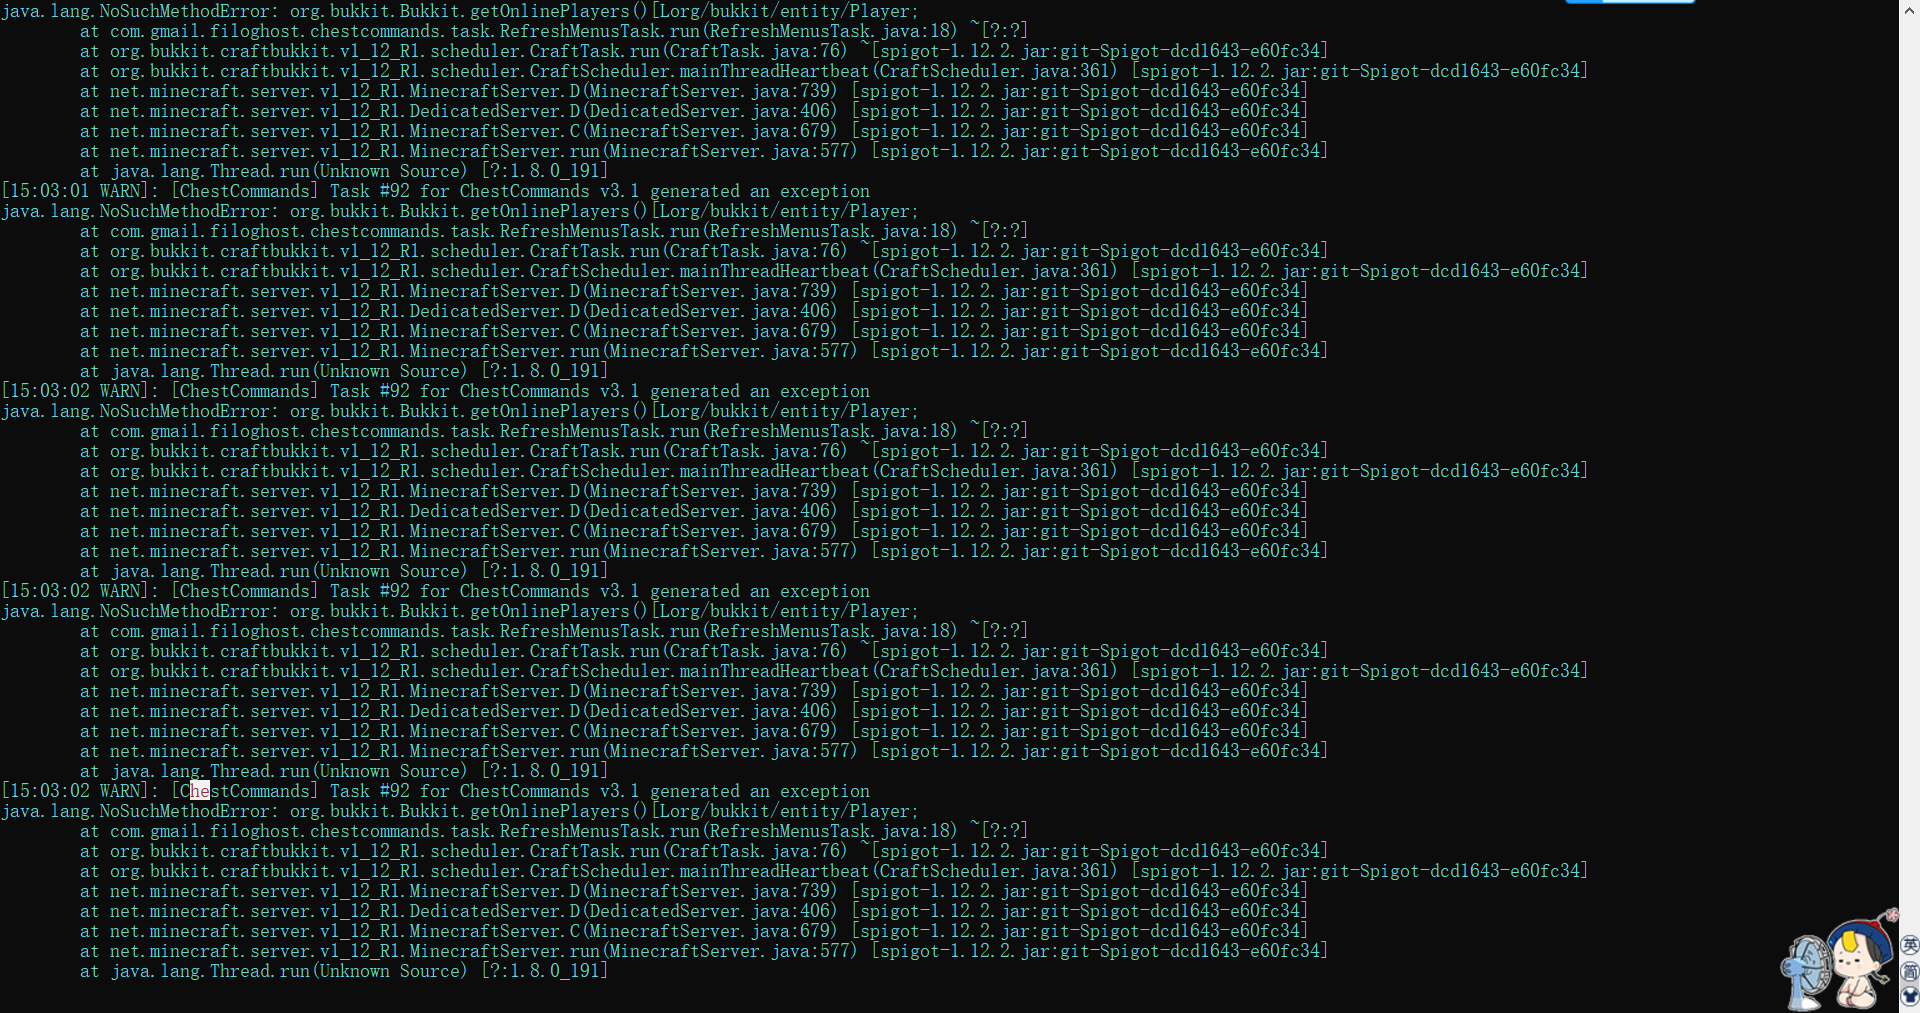 java.lang.NoSuchMethodError: org.bukkit.Bukkit.getOnlinePlayers()[Lorg/bukkit/entity/Player;
        at com.gmail.filoghost.chestcommands.task.RefreshMenusTask.run(RefreshMenusTask.java:18) ~[?:?]
        at org.bukkit.craftbukkit.v1_12_R1.scheduler.CraftTask.run(CraftTask.java:76) ~[spigot-1.12.2.jar:git-Spigot-dcd1643-e60fc34]
        at org.bukkit.craftbukkit.v1_12_R1.scheduler.CraftScheduler.mainThreadHeartbeat(CraftScheduler.java:361) [spigot-1.12.2.jar:git-Spigot-dcd1643-e60fc34]
        at net.minecraft.server.v1_12_R1.MinecraftServer.D(MinecraftServer.java:739) [spigot-1.12.2.jar:git-Spigot-dcd1643-e60fc34]
        at net.minecraft.server.v1_12_R1.DedicatedServer.D(DedicatedServer.java:406) [spigot-1.12.2.jar:git-Spigot-dcd1643-e60fc34]
        at net.minecraft.server.v1_12_R1.MinecraftServer.C(MinecraftServer.java:679) [spigot-1.12.2.jar:git-Spigot-dcd1643-e60fc34]
        at net.minecraft.server.v1_12_R1.MinecraftServer.run(MinecraftServer.java:577) [spigot-1.12.2.jar:git-Spigot-dcd1643-e60fc34]
        at java.lang.Thread.run(Unknown Source) [?:1.8.0_191]
[15:03:01 WARN]: [ChestCommands] Task #92 for ChestCommands v3.1 generated an exception
java.lang.NoSuchMethodError: org.bukkit.Bukkit.getOnlinePlayers()[Lorg/bukkit/entity/Player;
        at com.gmail.filoghost.chestcommands.task.RefreshMenusTask.run(RefreshMenusTask.java:18) ~[?:?]
        at org.bukkit.craftbukkit.v1_12_R1.scheduler.CraftTask.run(CraftTask.java:76) ~[spigot-1.12.2.jar:git-Spigot-dcd1643-e60fc34]
        at org.bukkit.craftbukkit.v1_12_R1.scheduler.CraftScheduler.mainThreadHeartbeat(CraftScheduler.java:361) [spigot-1.12.2.jar:git-Spigot-dcd1643-e60fc34]
        at net.minecraft.server.v1_12_R1.MinecraftServer.D(MinecraftServer.java:739) [spigot-1.12.2.jar:git-Spigot-dcd1643-e60fc34]
        at net.minecraft.server.v1_12_R1.DedicatedServer.D(DedicatedServer.java:406) [spigot-1.12.2.jar:git-Spigot-dcd1643-e60fc34]
        at net.minecraft.server.v1_12_R1.MinecraftServer.C(MinecraftServer.java:679) [spigot-1.12.2.jar:git-Spigot-dcd1643-e60fc34]
        at net.minecraft.server.v1_12_R1.MinecraftServer.run(MinecraftServer.java:577) [spigot-1.12.2.jar:git-Spigot-dcd1643-e60fc34]
        at java.lang.Thread.run(Unknown Source) [?:1.8.0_191]
[15:03:02 WARN]: [ChestCommands] Task #92 for ChestCommands v3.1 generated an exception
java.lang.NoSuchMethodError: org.bukkit.Bukkit.getOnlinePlayers()[Lorg/bukkit/entity/Player;
        at com.gmail.filoghost.chestcommands.task.RefreshMenusTask.run(RefreshMenusTask.java:18) ~[?:?]
        at org.bukkit.craftbukkit.v1_12_R1.scheduler.CraftTask.run(CraftTask.java:76) ~[spigot-1.12.2.jar:git-Spigot-dcd1643-e60fc34]
        at org.bukkit.craftbukkit.v1_12_R1.scheduler.CraftScheduler.mainThreadHeartbeat(CraftScheduler.java:361) [spigot-1.12.2.jar:git-Spigot-dcd1643-e60fc34]
        at net.minecraft.server.v1_12_R1.MinecraftServer.D(MinecraftServer.java:739) [spigot-1.12.2.jar:git-Spigot-dcd1643-e60fc34]
        at net.minecraft.server.v1_12_R1.DedicatedServer.D(DedicatedServer.java:406) [spigot-1.12.2.jar:git-Spigot-dcd1643-e60fc34]
        at net.minecraft.server.v1_12_R1.MinecraftServer.C(MinecraftServer.java:679) [spigot-1.12.2.jar:git-Spigot-dcd1643-e60fc34]
        at net.minecraft.server.v1_12_R1.MinecraftServer.run(MinecraftServer.java:577) [spigot-1.12.2.jar:git-Spigot-dcd1643-e60fc34]
        at java.lang.Thread.run(Unknown Source) [?:1.8.0_191]
[15:03:02 WARN]: [ChestCommands] Task #92 for ChestCommands v3.1 generated an exception
java.lang.NoSuchMethodError: org.bukkit.Bukkit.getOnlinePlayers()[Lorg/bukkit/entity/Player;
        at com.gmail.filoghost.chestcommands.task.RefreshMenusTask.run(RefreshMenusTask.java:18) ~[?:?]
        at org.bukkit.craftbukkit.v1_12_R1.scheduler.CraftTask.run(CraftTask.java:76) ~[spigot-1.12.2.jar:git-Spigot-dcd1643-e60fc34]
        at org.bukkit.craftbukkit.v1_12_R1.scheduler.CraftScheduler.mainThreadHeartbeat(CraftScheduler.java:361) [spigot-1.12.2.jar:git-Spigot-dcd1643-e60fc34]
        at net.minecraft.server.v1_12_R1.MinecraftServer.D(MinecraftServer.java:739) [spigot-1.12.2.jar:git-Spigot-dcd1643-e60fc34]
        at net.minecraft.server.v1_12_R1.DedicatedServer.D(DedicatedServer.java:406) [spigot-1.12.2.jar:git-Spigot-dcd1643-e60fc34]
        at net.minecraft.server.v1_12_R1.MinecraftServer.C(MinecraftServer.java:679) [spigot-1.12.2.jar:git-Spigot-dcd1643-e60fc34]
        at net.minecraft.server.v1_12_R1.MinecraftServer.run(MinecraftServer.java:577) [spigot-1.12.2.jar:git-Spigot-dcd1643-e60fc34]
        at java.lang.Thread.run(Unknown Source) [?:1.8.0_191]
[15:03:02 WARN]: [ChestCommands] Task #92 for ChestCommands v3.1 generated an exception
java.lang.NoSuchMethodError: org.bukkit.Bukkit.getOnlinePlayers()[Lorg/bukkit/entity/Player;
        at com.gmail.filoghost.chestcommands.task.RefreshMenusTask.run(RefreshMenusTask.java:18) ~[?:?]
        at org.bukkit.craftbukkit.v1_12_R1.scheduler.CraftTask.run(CraftTask.java:76) ~[spigot-1.12.2.jar:git-Spigot-dcd1643-e60fc34]
        at org.bukkit.craftbukkit.v1_12_R1.scheduler.CraftScheduler.mainThreadHeartbeat(CraftScheduler.java:361) [spigot-1.12.2.jar:git-Spigot-dcd1643-e60fc34]
        at net.minecraft.server.v1_12_R1.MinecraftServer.D(MinecraftServer.java:739) [spigot-1.12.2.jar:git-Spigot-dcd1643-e60fc34]
        at net.minecraft.server.v1_12_R1.DedicatedServer.D(DedicatedServer.java:406) [spigot-1.12.2.jar:git-Spigot-dcd1643-e60fc34]
        at net.minecraft.server.v1_12_R1.MinecraftServer.C(MinecraftServer.java:679) [spigot-1.12.2.jar:git-Spigot-dcd1643-e60fc34]
        at net.minecraft.server.v1_12_R1.MinecraftServer.run(MinecraftServer.java:577) [spigot-1.12.2.jar:git-Spigot-dcd1643-e60fc34]
        at java.lang.Thread.run(Unknown Source) [?:1.8.0_191]
英
简